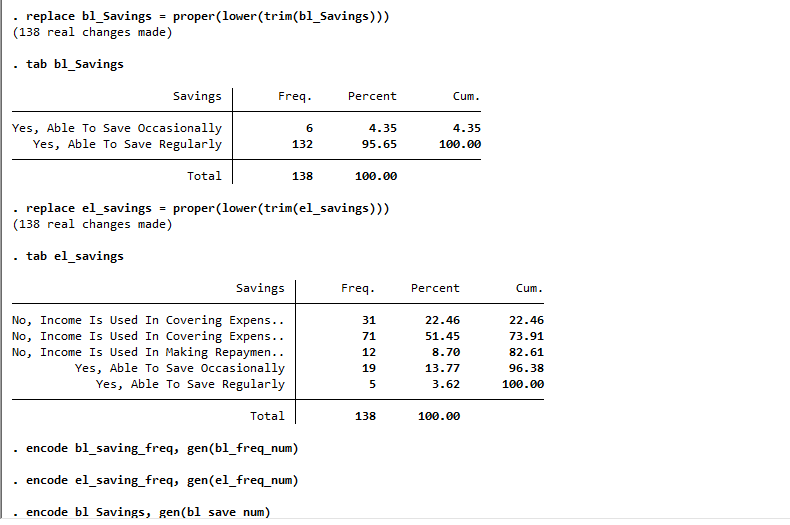 . replace bl_Savings = proper(lower(trim(bl_Savings)))
(138 real changes made)
. tab bl_Savings
Savings Freq. Percent Cum.
Yes, Able To Save Occasionally 6 4.35 4.35
Yes, Able To Save Regularly 132 95.65 100.00
Total 138 100.00
. replace el_savings = proper(lower(trim(el_savings)))
(138 real changes made)
. tab el_savings
Savings Freq. Percent Cum.
No, Income Is Used In Covering Expens.. 31 22.46 22.46
No, Income Is Used In Covering Expens.. 71 51.45 73.91
No, Income Is Used In Making Repaymen.. 12 8.70 82.61
Yes, Able To Save Occasionally 19 13.77 96.38
Yes, Able To Save Regularly 5 3.62 100.00
Total 138 100.00
. encode bl_saving_freq, gen(bl_freq_num)
. encode el_saving_freq, gen(el_freq_num)
. encode bl_Savings, gen(bl_save_num)